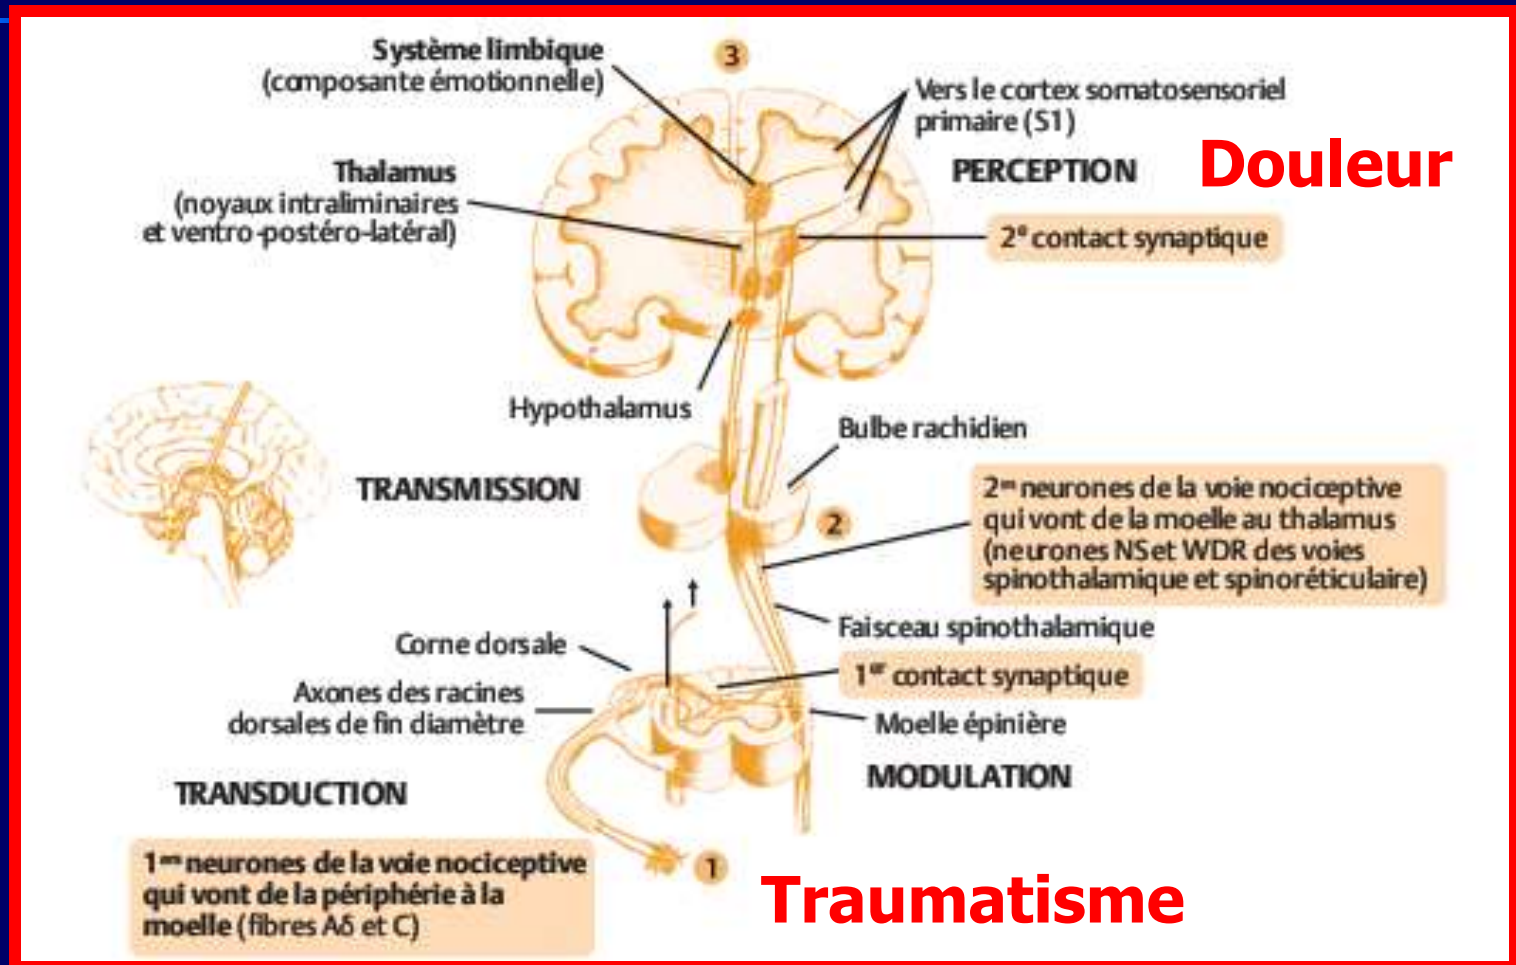 Système limbique
(composante émotionnelle)
3
Vers le cortex somatosensoriel
primaire (S1)
PERCEPTION
Douleur
Thalamus
(noyaux intraliminaires
et ventro-postéro-latéral)
2e contact synaptique
Hypothalamus
Bulbe rachidien
TRANSMISSION
2es neurones de la voie nociceptive
qui vont de la moelle au thalamus
(neurones NS et WDR des voies
spinothalamique et spinoréticulaire)
2
Faisceau spinothalamique
Corne dorsale
1er contact synaptique
Axones des racines
dorsales de fin diamètre
Moelle épinière
MODULATION
TRANSDUCTION
1ers neurones de la voie nociceptive
qui vont de la périphérie à la
moelle (fibres Aδ et C)
1
Traumatisme